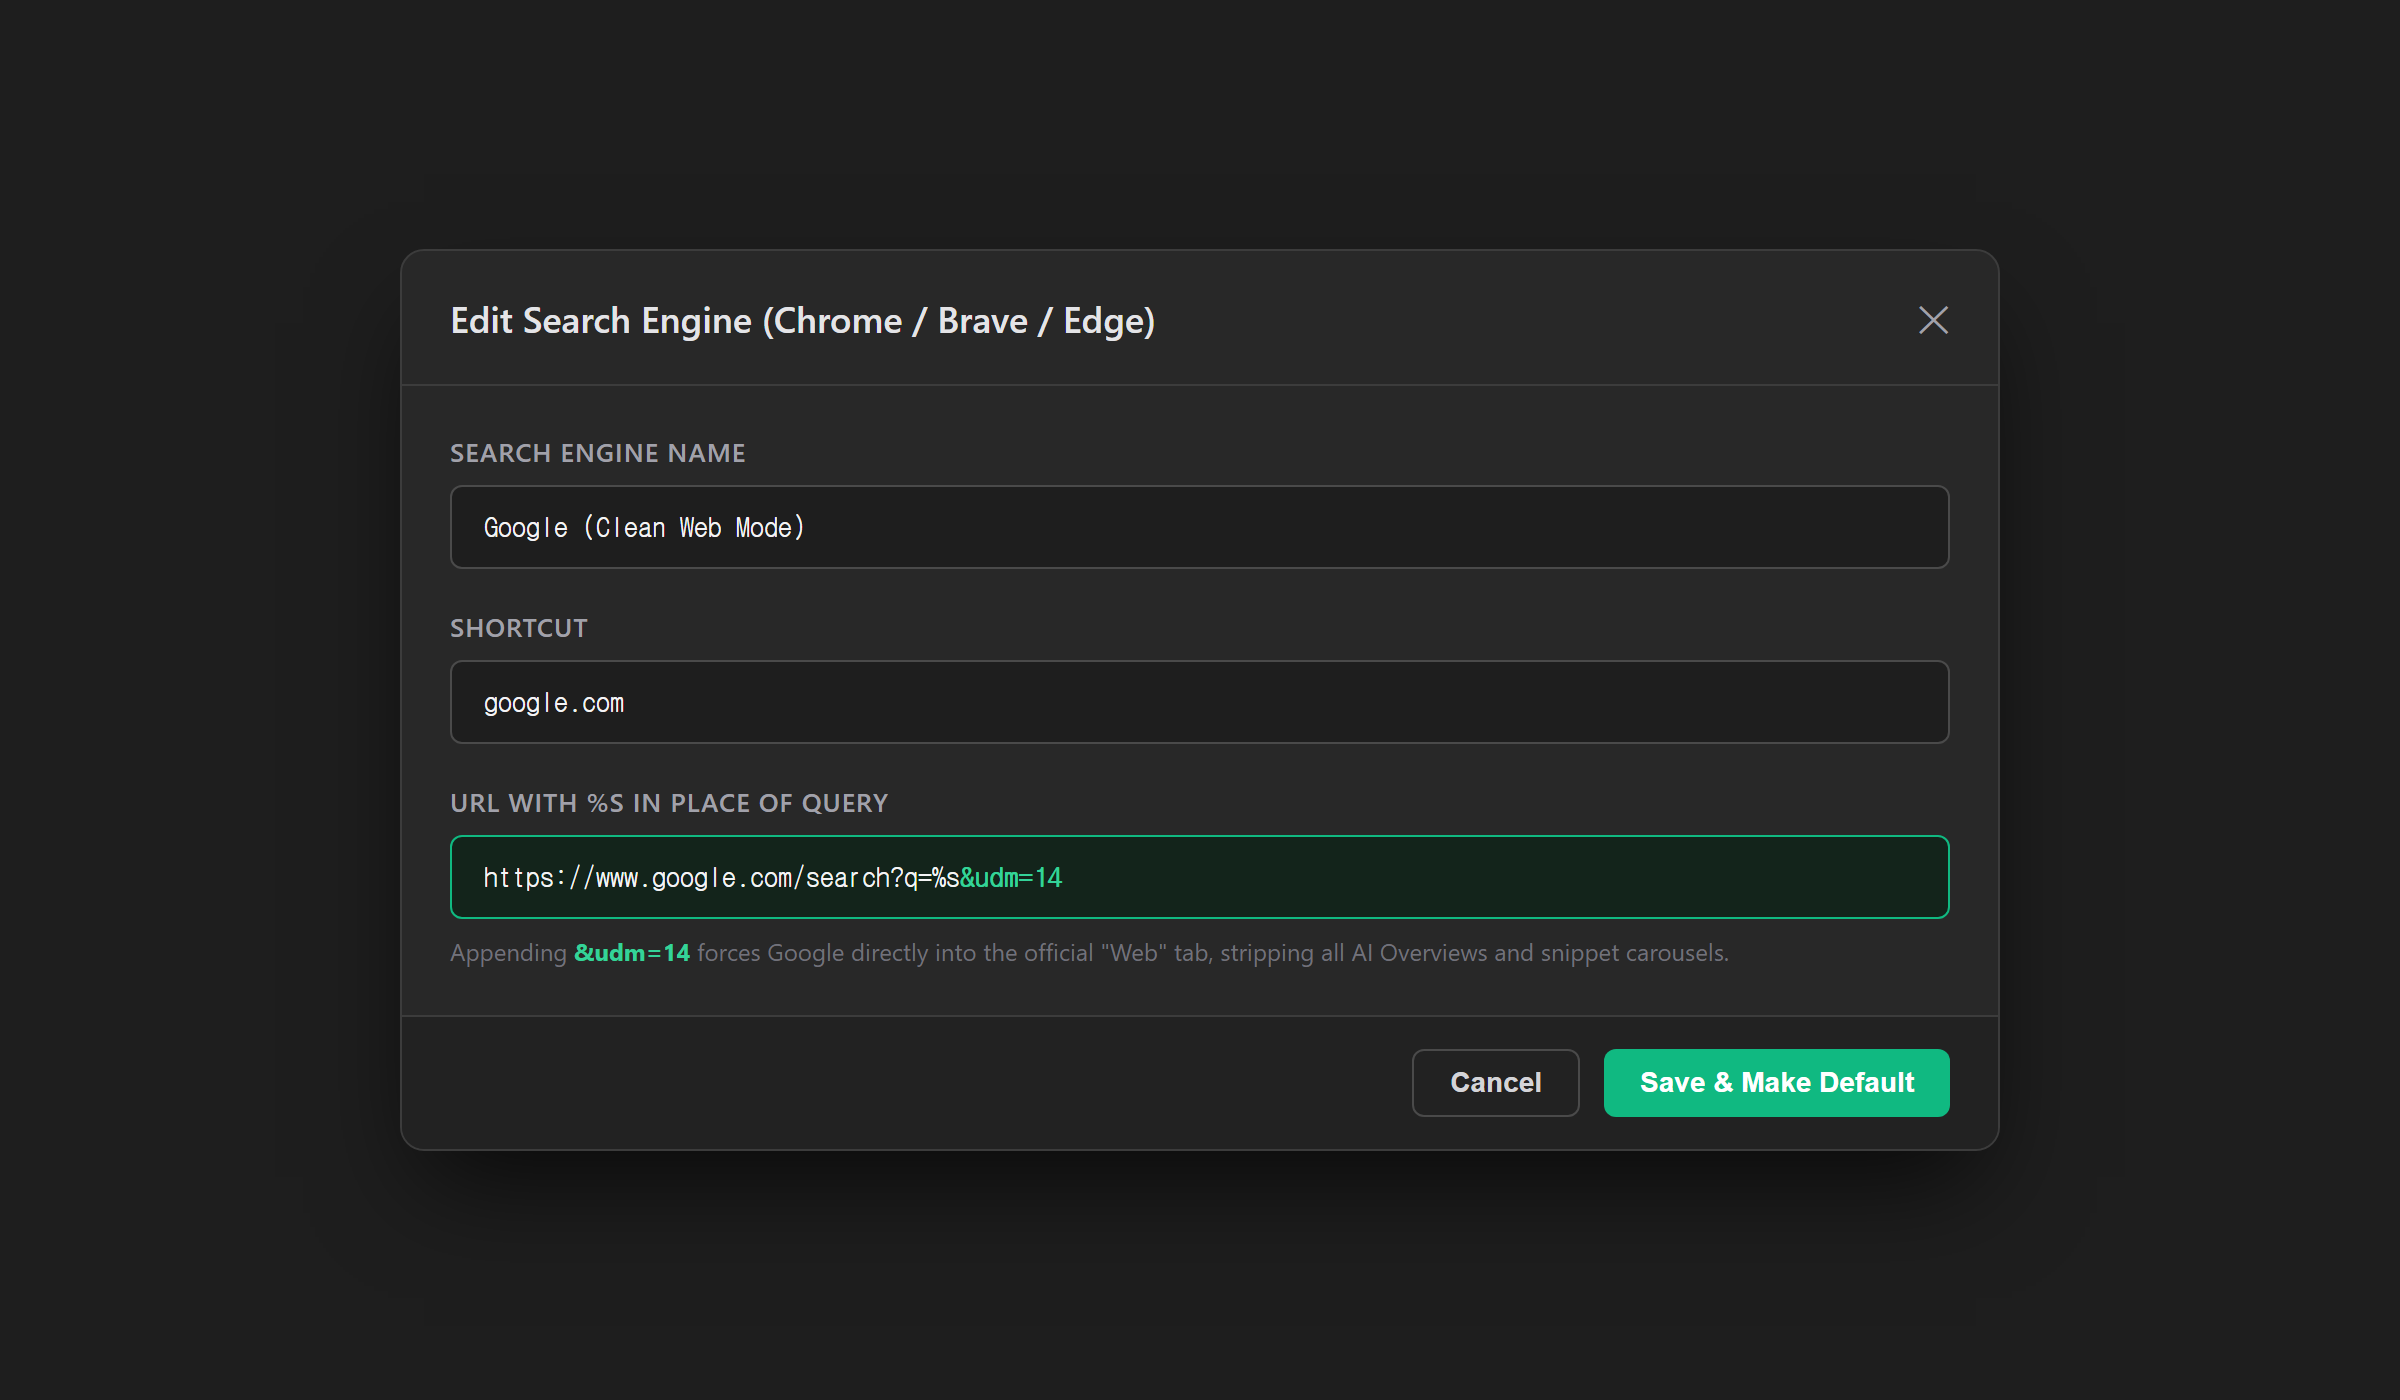 Edit Search Engine (Chrome / Brave / Edge)
SEARCH ENGINE NAME
Google (Clean Web Mode)
SHORTCUT
google.com
URL WITH %S IN PLACE OF QUERY
https://www.google.com/search?q=%s&udm=14
Appending &udm=14 forces Google directly into the official "Web" tab, stripping all AI Overviews and snippet carousels.
Cancel
Save & Make Default